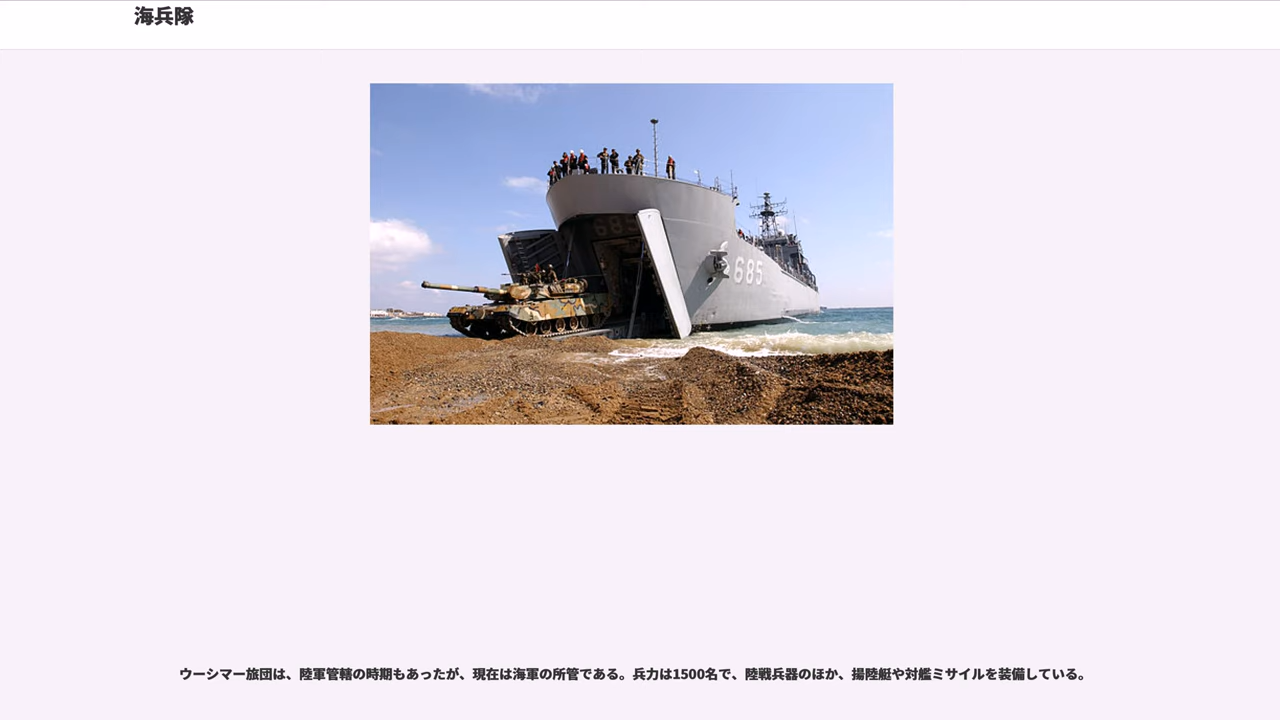 海兵隊
685
ウーシマー旅団は、陸軍管轄の時期もあったが、現在は海軍の所管である。兵力は1500名で、陸戦兵器のほか、揚陸艇や対艦ミサイルを装備している。